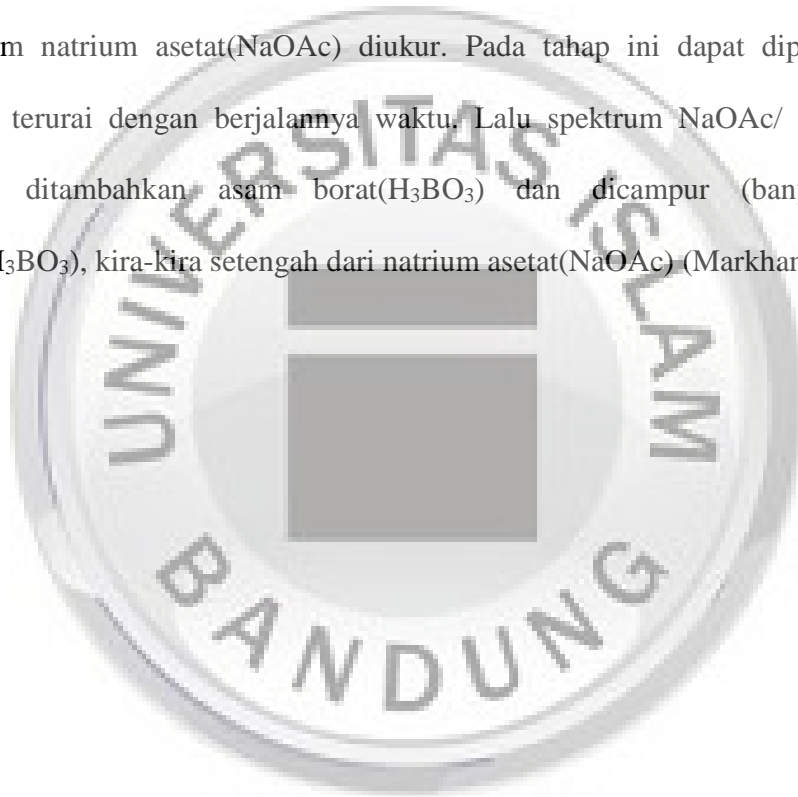 m natrium asetat(NaOAc) diukur. Pada tahap ini dapat dip
terurai dengan berjalannya waktu. Lalu spektrum NaOAc/
ditambahkan asam borat(H₃BO₃) dan dicampur (ban
H₃BO₃), kira-kira setengah dari natrium asetat(NaOAc) (Markham
UNIVERSITAS ISLAM
BANDUNG